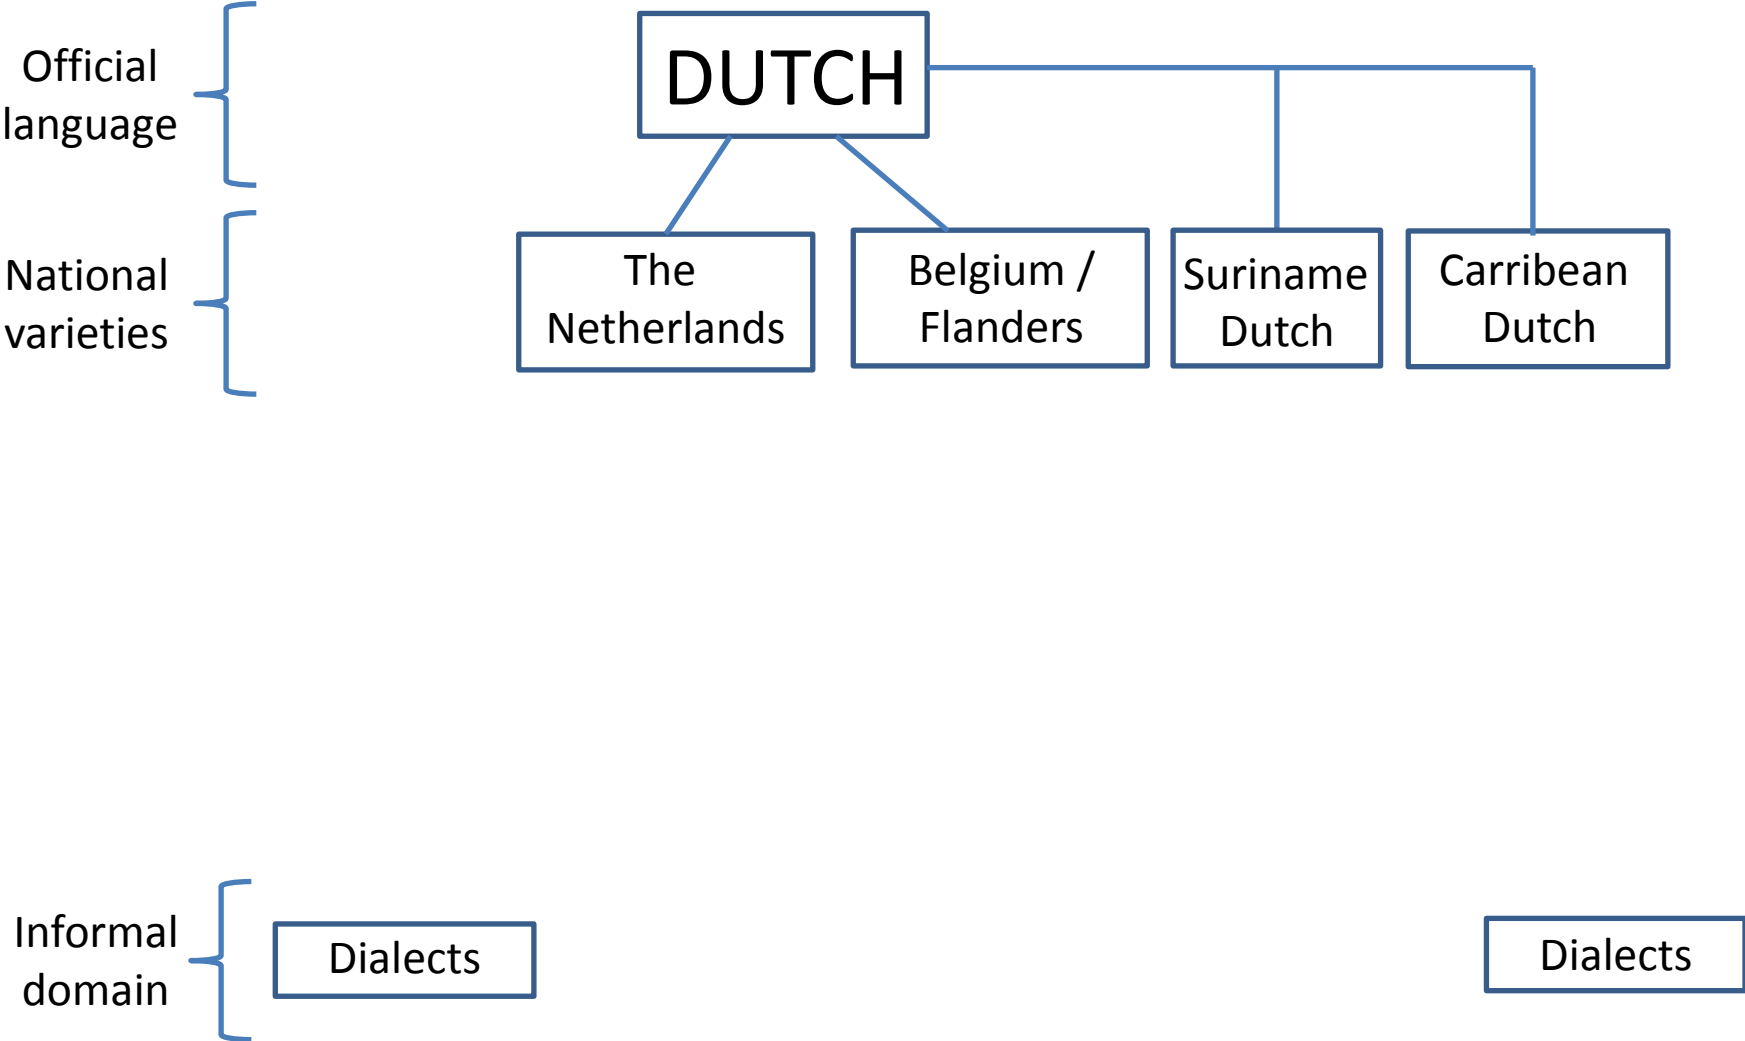 Official
language
DUTCH
National
varieties
The
Netherlands
Belgium /
Flanders
Suriname
Dutch
Carribean
Dutch
Informal
domain
Dialects
Dialects